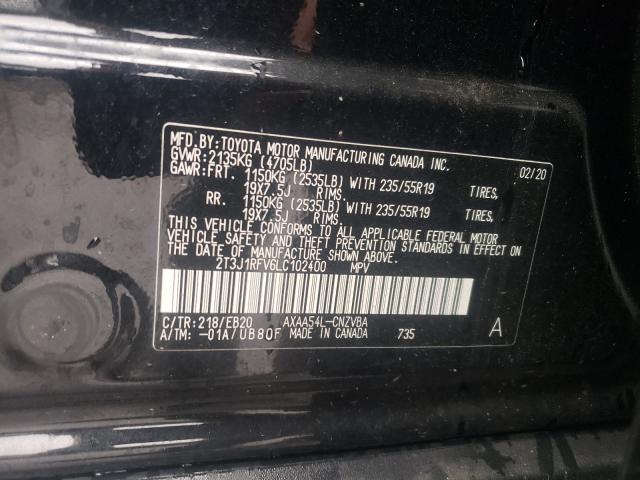 MFD.BY:TOYOTA MOTOR MANUFACTURING CANADA INC. 02/20
GVWR:2135KG (4705LB)
GAWR:FRT. 1150KG (2535LB) WITH 235/55R19 TIRES,
19X7.5J RIMS.
RR. 1150KG (2535LB) WITH 235/55R19 TIRES,
19X7.5J RIMS.
THIS VEHICLE CONFORMS TO ALL APPLICABLE FEDERAL MOTOR
VEHICLE SAFETY AND THEFT PREVENTION STANDARDS IN EFFECT ON
THE DATE OF MANUFACTURE SHOWN ABOVE.
2T3J1RFV6LC102400 MPV
C/TR:218/EB20 AXAA54L-CNZVBA A
A/TM: -01A/UB80F MADE IN CANADA 735